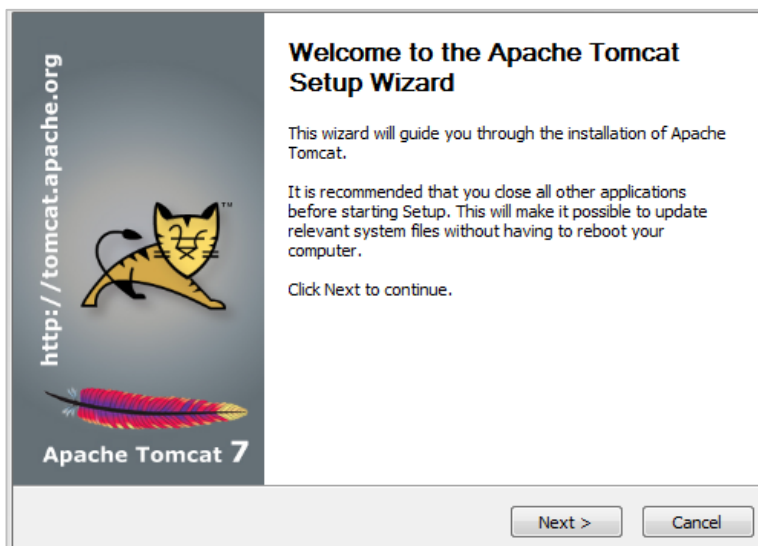 http://tomcat.apache.org
TM
Apache Tomcat 7
Welcome to the Apache Tomcat
Setup Wizard
This wizard will guide you through the installation of Apache
Tomcat.
It is recommended that you close all other applications
before starting Setup. This will make it possible to update
relevant system files without having to reboot your
computer.
Click Next to continue.
Next >
Cancel